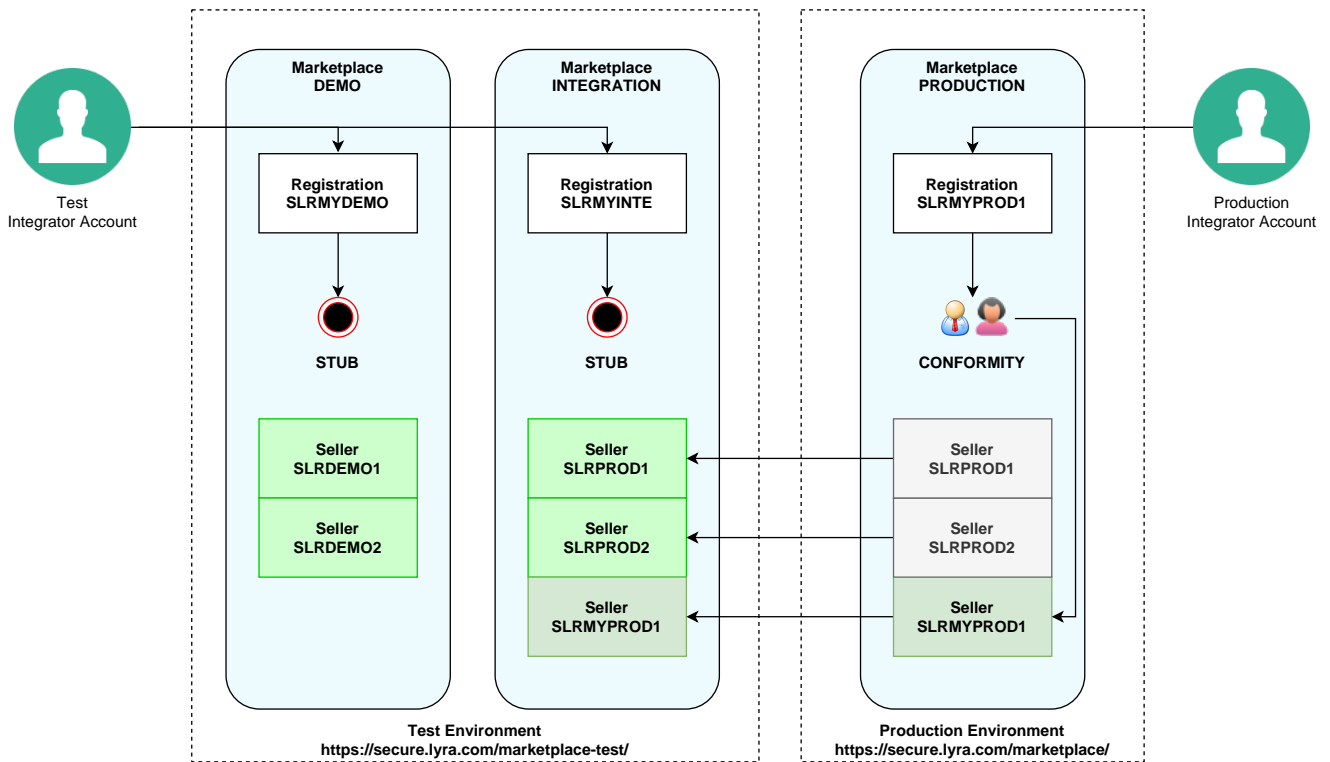 Marketplace
DEMO
Marketplace
INTEGRATION
Marketplace
PRODUCTION
Test
Integrator Account
Registration
SLRMYDEMO
Registration
SLRMYINTE
Registration
SLRMYPROD1
Production
Integrator Account
STUB
STUB
CONFORMITY
Seller
SLRDEMO1
Seller
SLRPROD1
Seller
SLRPROD1
Seller
SLRDEMO2
Seller
SLRPROD2
Seller
SLRPROD2
Seller
SLRMYPROD1
Seller
SLRMYPROD1
Test Environment
https://secure.lyra.com/marketplace-test/
Production Environment
https://secure.lyra.com/marketplace/